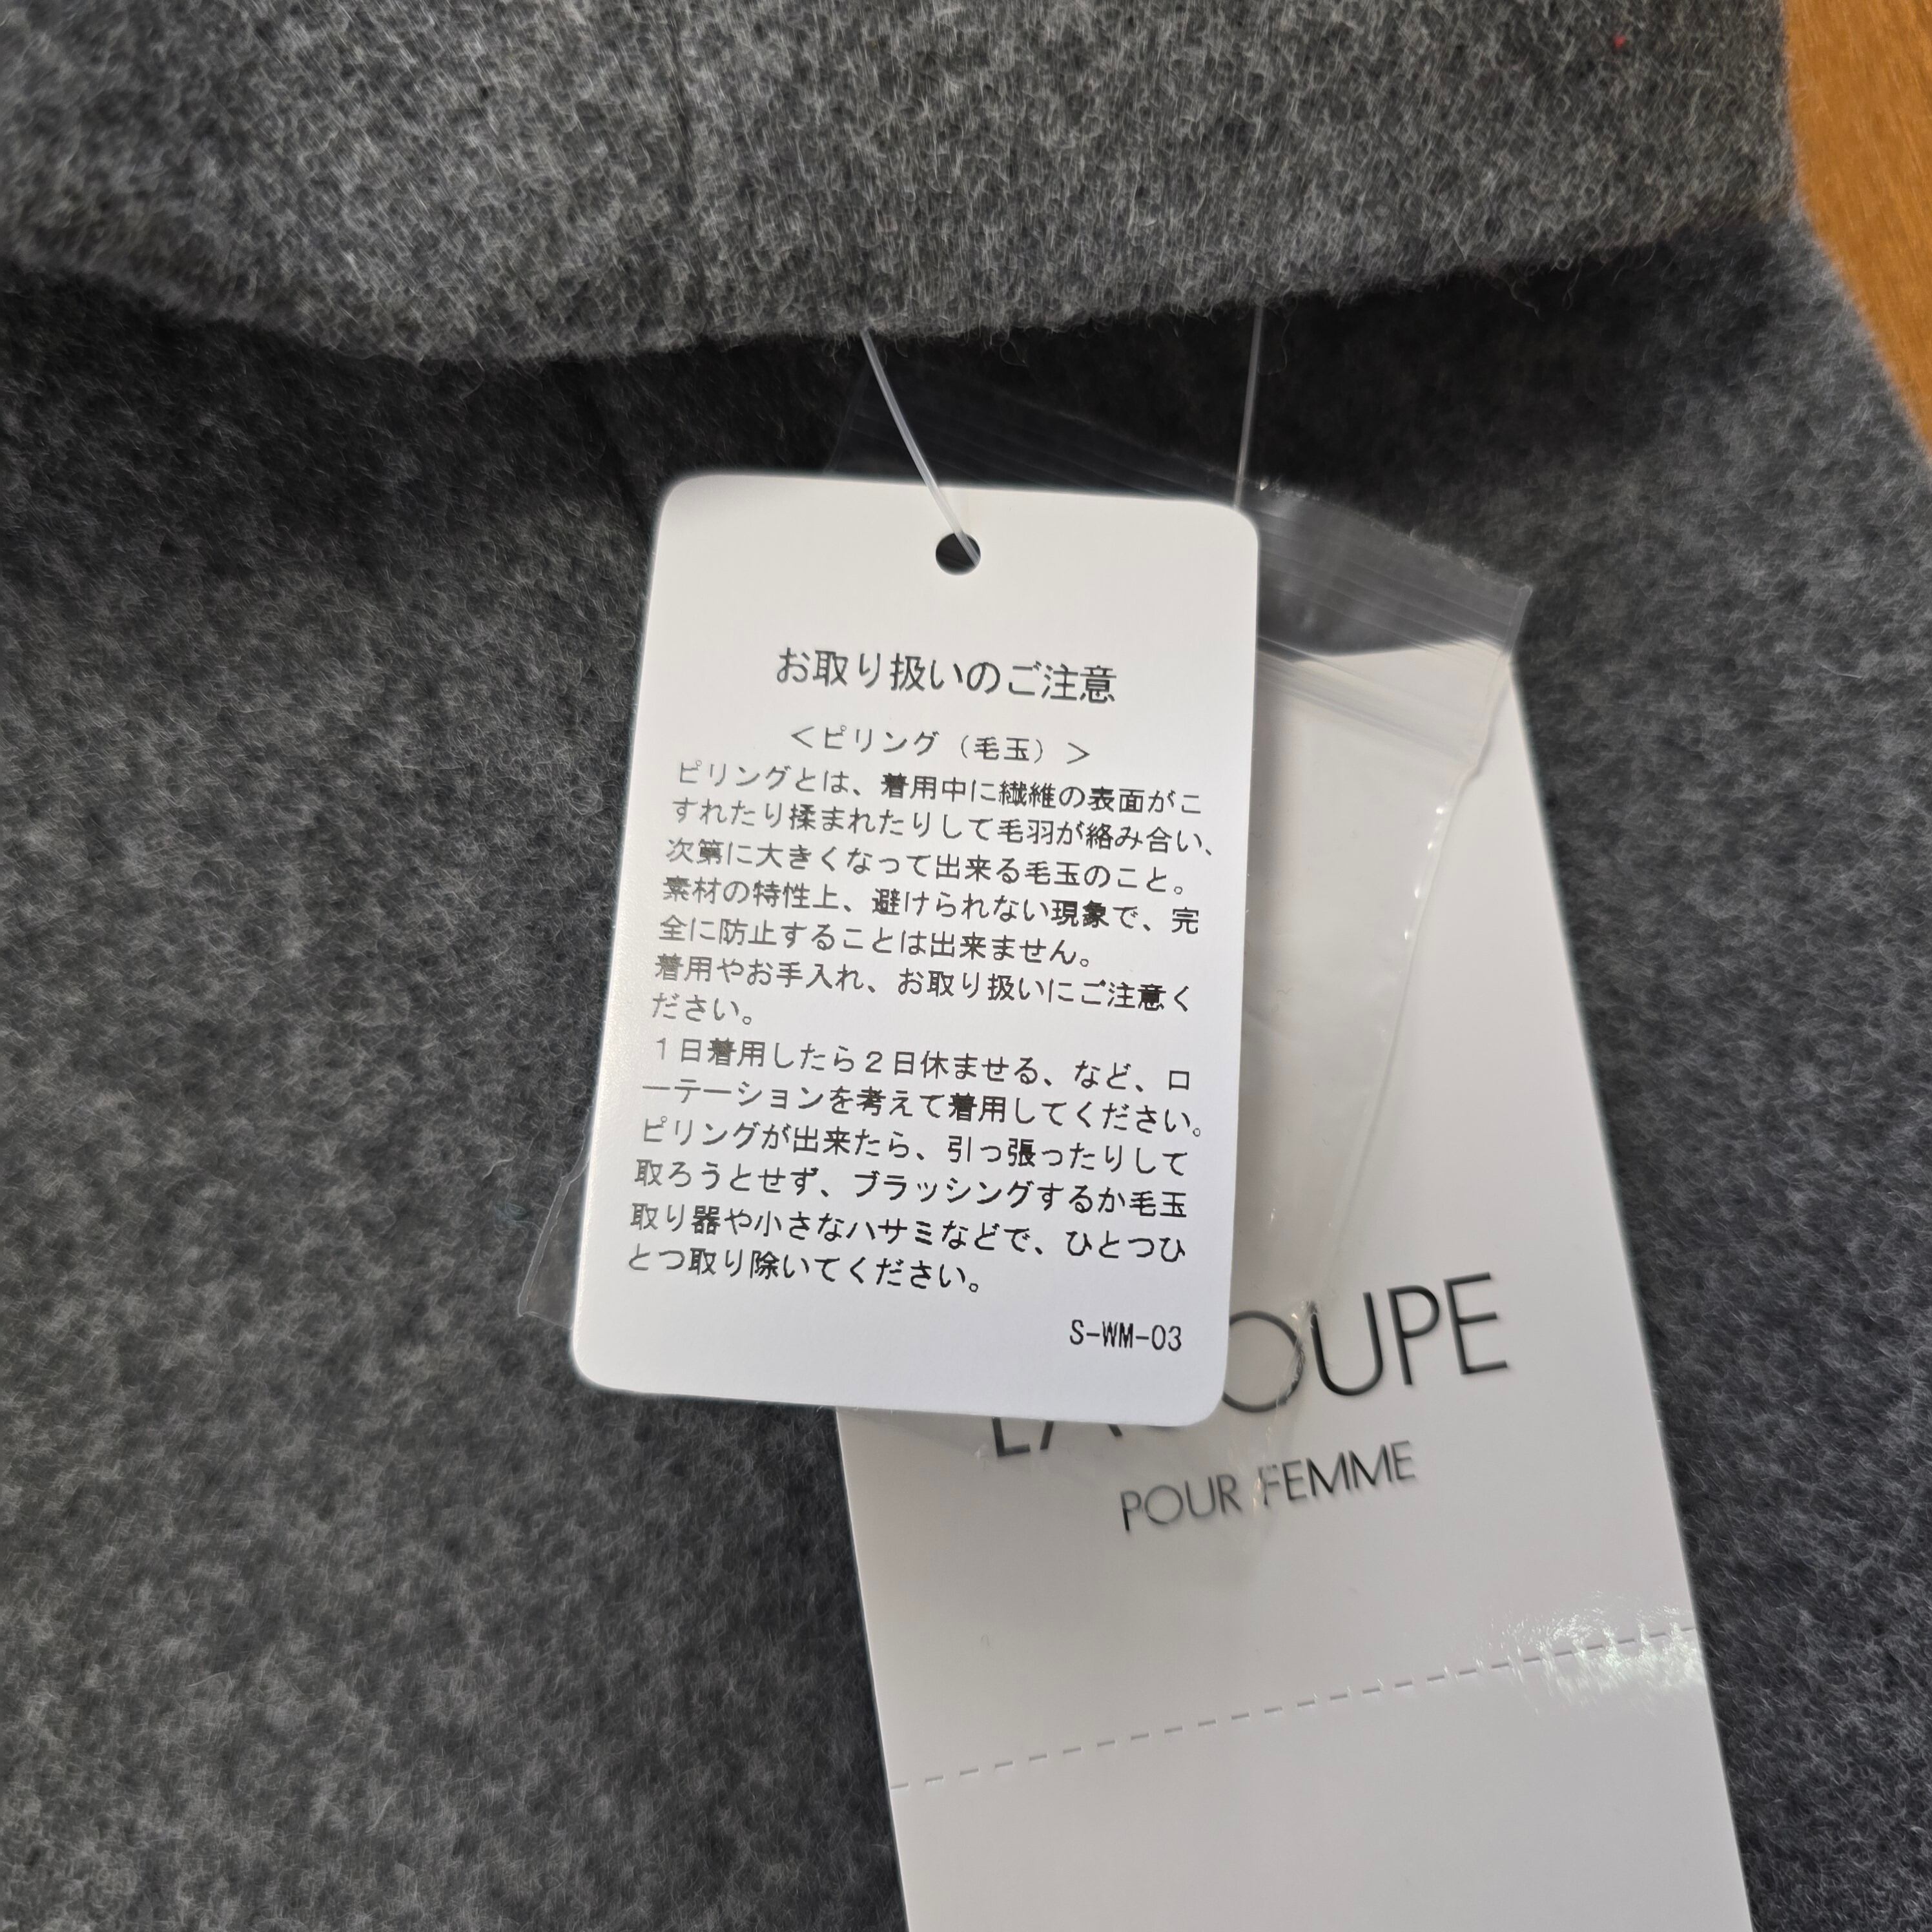 お取り扱いのご注意
＜ピリング（毛玉）＞
ピリングとは、着用中に繊維の表面がこ
すれたり揉まれたりして毛羽が絡み合い、
次第に大きくなって出来る毛玉のこと。
素材の特性上、避けられない現象で、完
全に防止することは出来ません。
着用やお手入れ、お取り扱いにご注意く
ださい。
１日着用したら２日休ませる、など、ロ
ーテーションを考えて着用してください。
ピリングが出来たら、引っ張ったりして
取ろうとせず、ブラッシングするか毛玉
取り器や小さなハサミなどで、ひとつひ
とつ取り除いてください。
S-WM-03
POUR FEMME